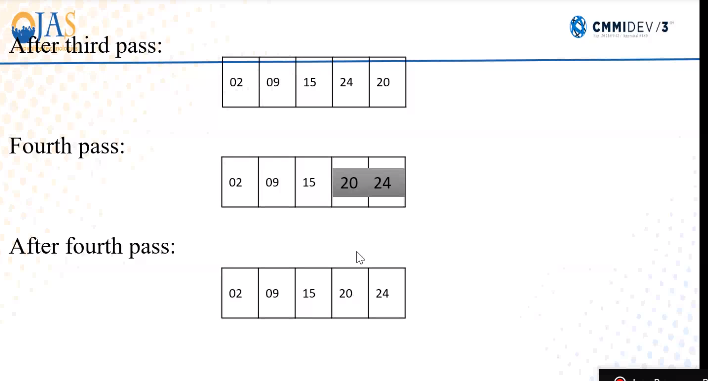 OJAS
CMMIDEV/3
After third pass:
02 09 15 24 20
Fourth pass:
02 09 15 20 24
After fourth pass:
02 09 15 20 24